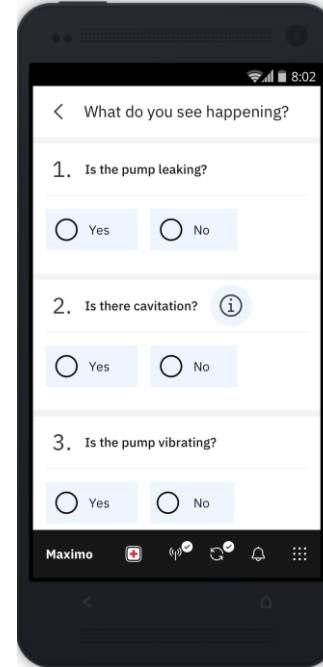 8:02
What do you see happening?
1. Is the pump leaking?
Yes No
2. Is there cavitation? i
Yes No
3. Is the pump vibrating?
Yes No
Maximo